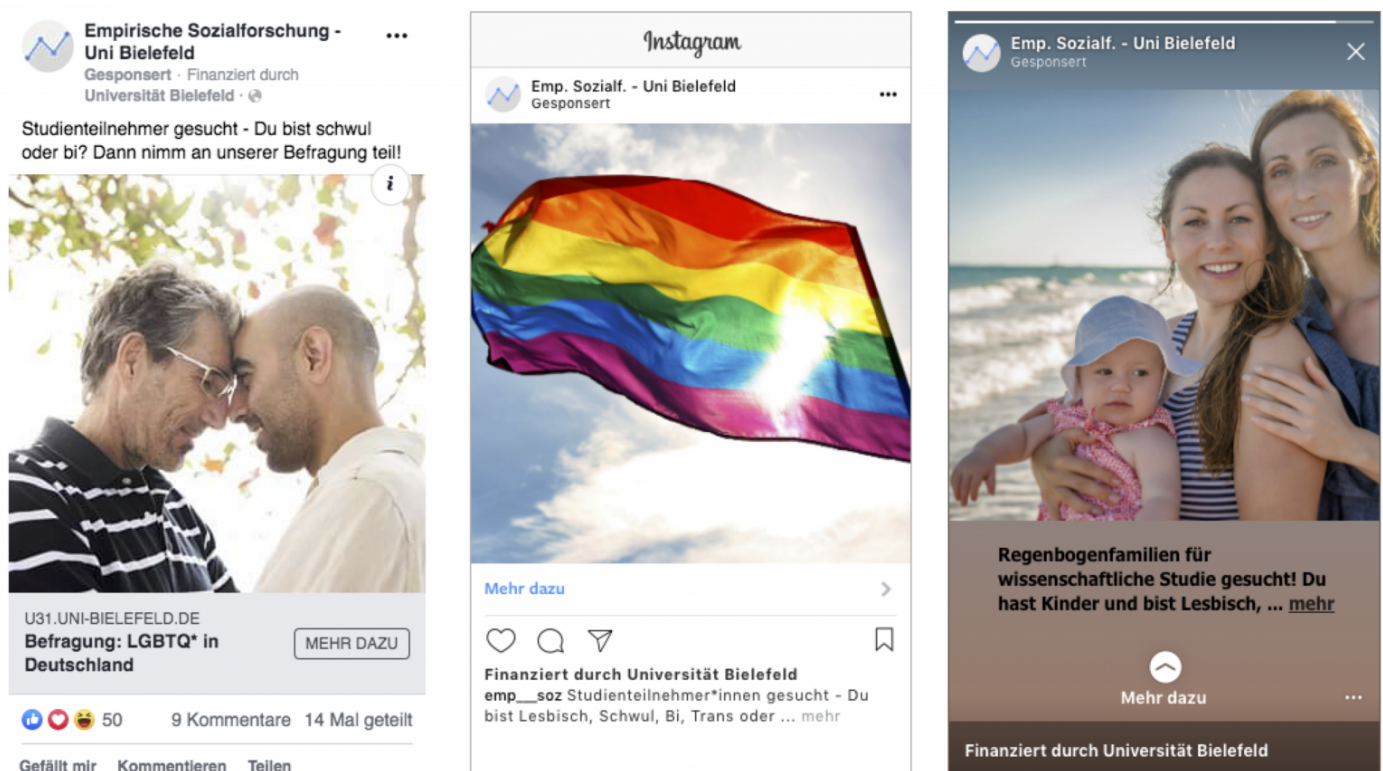 Empirische Sozialforschung -
Uni Bielefeld
Gesponsert · Finanziert durch
Universität Bielefeld ·
Studienteilnehmer gesucht - Du bist schwul
oder bi? Dann nimm an unserer Befragung teil!
i
U31.UNI-BIELEFELD.DE
Befragung: LGBTQ* in
Deutschland
MEHR DAZU
50
9 Kommentare
14 Mal geteilt
Gefällt mir
Kommentieren
Teilen
Instagram
Emp. Sozialf. - Uni Bielefeld
Gesponsert
Mehr dazu
Finanziert durch Universität Bielefeld
emp__soz Studienteilnehmer*innen gesucht - Du
bist Lesbisch, Schwul, Bi, Trans oder ... mehr
Emp. Sozialf. - Uni Bielefeld
Gesponsert
Regenbogenfamilien für
wissenschaftliche Studie gesucht! Du
hast Kinder und bist Lesbisch, ... mehr
Mehr dazu
Finanziert durch Universität Bielefeld